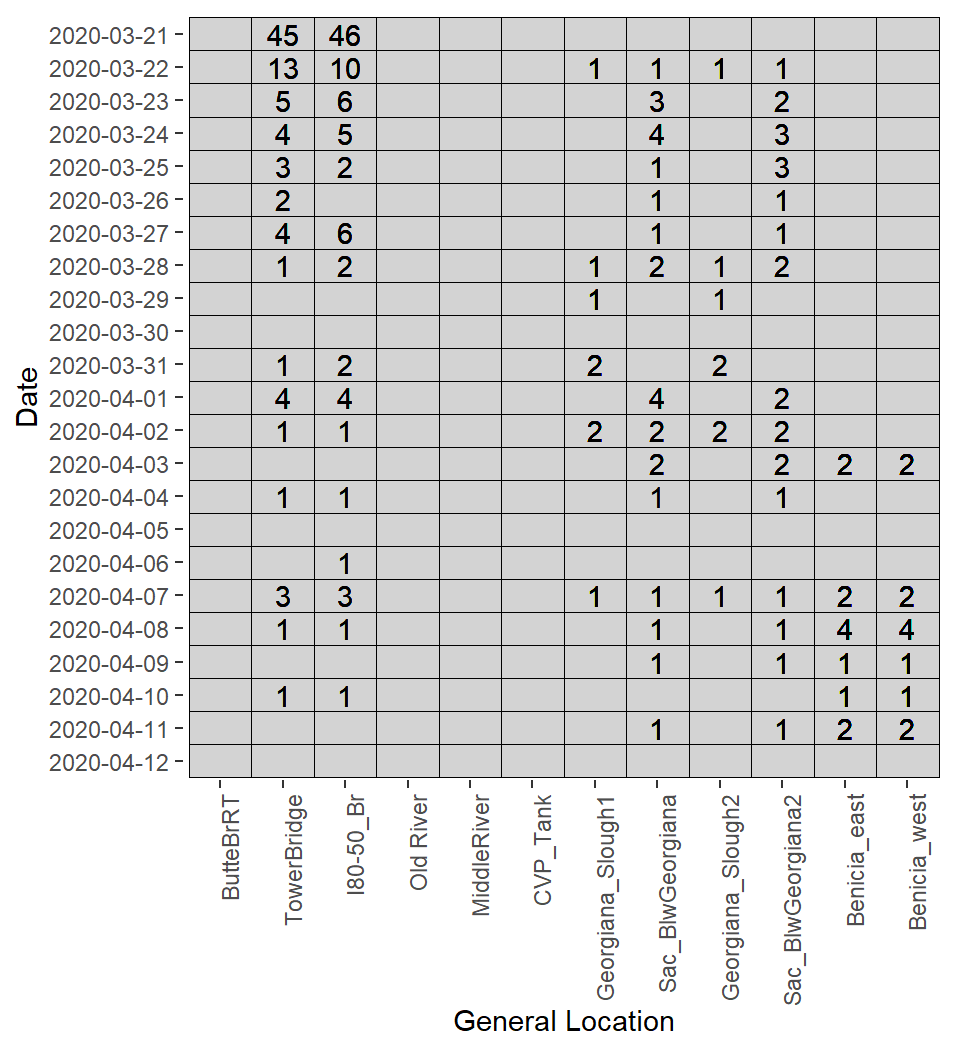 2020-03-21 45 46
2020-03-22 13 10 1 1 1 1
2020-03-23 5 6 3 2
2020-03-24 4 5 4 3
2020-03-25 3 2 1 3
2020-03-26 2 1 1
2020-03-27 4 6 1 1
2020-03-28 1 2 1 2 1 2
2020-03-29 1 1
2020-03-30
2020-03-31 1 2 2 2
2020-04-01 4 4 4 2
2020-04-02 1 1 2 2 2 2
2020-04-03 2 2 2 2
2020-04-04 1 1 1 1
2020-04-05
2020-04-06 1
2020-04-07 3 3 1 1 1 1 2 2
2020-04-08 1 1 1 1 4 4
2020-04-09 1 1 1 1
2020-04-10 1 1 1 1
2020-04-11 1 1 2 2
2020-04-12
Date
ButteBrRT
TowerBridge
I80-50_Br
Old River
MiddleRiver
CVP_Tank
Georgiana_Slough1
Sac_BlwGeorgiana
Georgiana_Slough2
Sac_BlwGeorgiana2
Benicia_east
Benicia_west
General Location